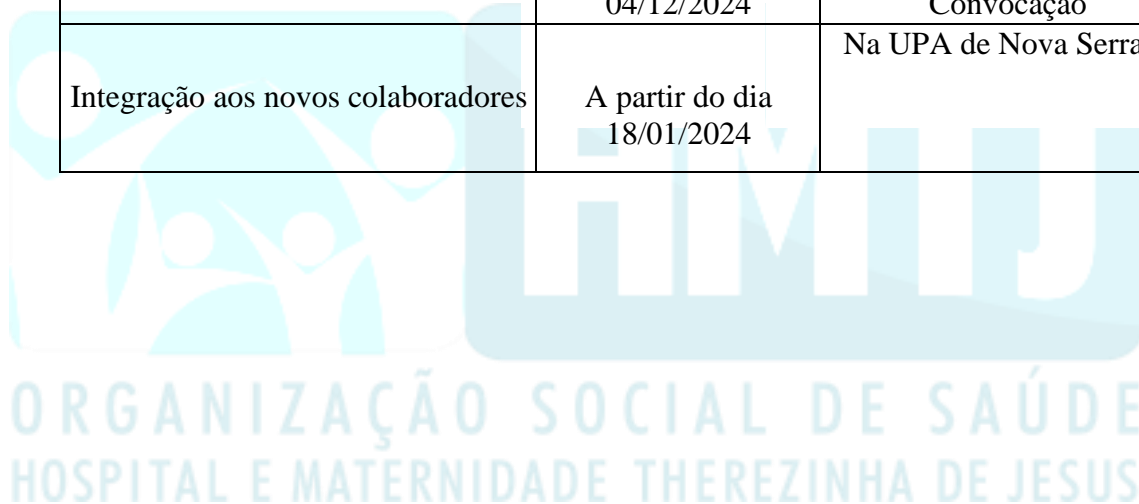 04/12/2024 Convocação
Na UPA de Nova
Integração aos novos colaboradores A partir do dia
18/01/2024
HMTJ
ORGANIZAÇÃO SOCIAL DE SAÚDE
HOSPITAL E MATERNIDADE THEREZINHA DE JESUS